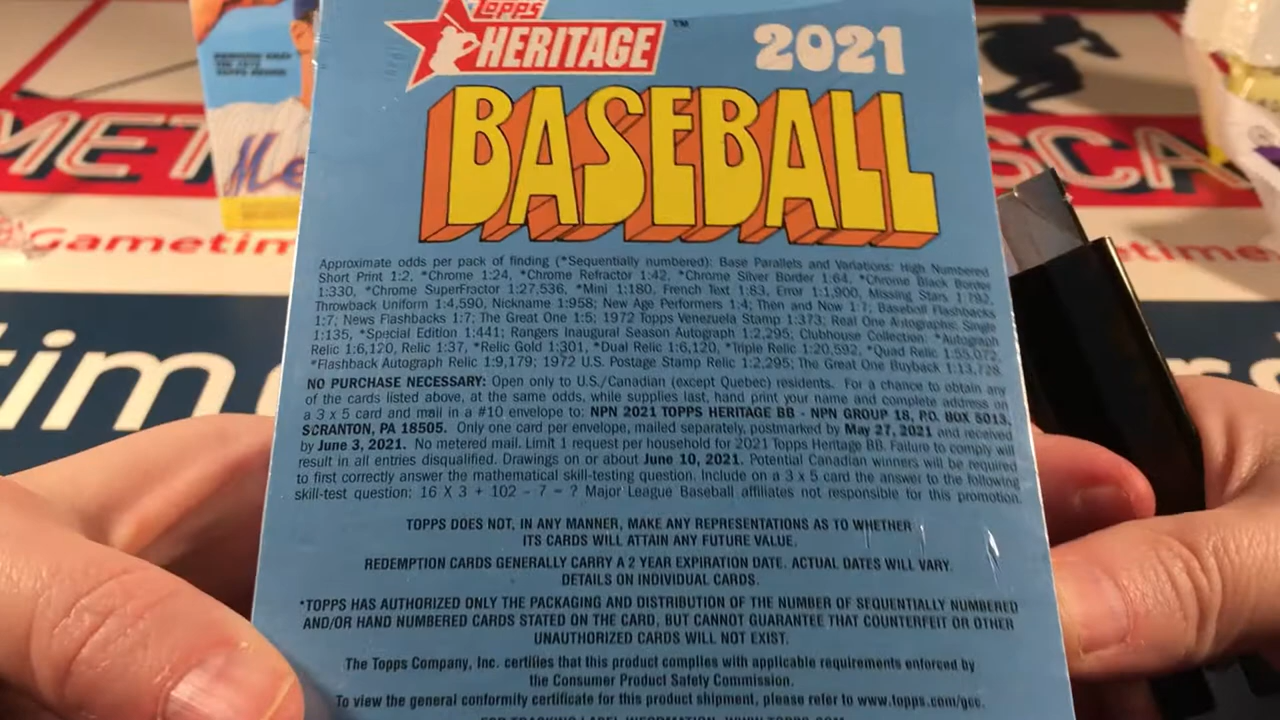 Topps
HERITAGE
TM
2021
BASEBALL
MET
SCA
Me
Gametim
etime
tim
Approximate odds per pack of finding (*Sequentially numbered): Base Parallels and Variations: High Numbered
Short Print 1:2, *Chrome 1:24, *Chrome Refractor 1:42, *Chrome Silver Border 1:64, *Chrome Black Border
1:330, *Chrome SuperFractor 1:27,536, *Mini 1:180, French Text 1:83, Error 1:1,900, Missing Stars 1:792,
Throwback Uniform 1:4,590, Nickname 1:958; New Age Performers 1:4; Then and Now 1:7; Baseball Flashbacks
1:7; News Flashbacks 1:7; The Great One 1:5; 1972 Topps Venezuela Stamp 1:373; Real One Autographs: Single
1:135, *Special Edition 1:441; Rangers Inaugural Season Autograph 1:2,295; Clubhouse Collection: *Autograph
Relic 1:6,120, Relic 1:37, *Relic Gold 1:301, *Dual Relic 1:6,120, *Triple Relic 1:20,592, *Quad Relic 1:55,072,
*Flashback Autograph Relic 1:9,179; 1972 U.S. Postage Stamp Relic 1:2,295; The Great One Buyback 1:13,728.
NO PURCHASE NECESSARY: Open only to U.S./Canadian (except Quebec) residents. For a chance to obtain any
of the cards listed above, at the same odds, while supplies last, hand print your name and complete address on
a 3 x 5 card and mail in a #10 envelope to: NPN 2021 TOPPS HERITAGE BB - NPN GROUP 18, P.O. BOX 5013,
SCRANTON, PA 18505. Only one card per envelope, mailed separately, postmarked by May 27, 2021 and received
by June 3, 2021. No metered mail. Limit 1 request per household for 2021 Topps Heritage BB. Failure to comply will
result in all entries disqualified. Drawings on or about June 10, 2021. Potential Canadian winners will be required
to first correctly answer the mathematical skill-testing question. Include on a 3 x 5 card the answer to the following
skill-test question: 16 X 3 + 102 - 7 = ? Major League Baseball affiliates not responsible for this promotion.
TOPPS DOES NOT, IN ANY MANNER, MAKE ANY REPRESENTATIONS AS TO WHETHER
ITS CARDS WILL ATTAIN ANY FUTURE VALUE.
REDEMPTION CARDS GENERALLY CARRY A 2 YEAR EXPIRATION DATE. ACTUAL DATES WILL VARY.
DETAILS ON INDIVIDUAL CARDS.
*TOPPS HAS AUTHORIZED ONLY THE PACKAGING AND DISTRIBUTION OF THE NUMBER OF SEQUENTIALLY NUMBERED
AND/OR HAND NUMBERED CARDS STATED ON THE CARD, BUT CANNOT GUARANTEE THAT COUNTERFEIT OR OTHER
UNAUTHORIZED CARDS WILL NOT EXIST.
The Topps Company, Inc. certifies that this product complies with applicable requirements enforced by
the Consumer Product Safety Commission.
To view the general conformity certificate for this product shipment, please refer to www.topps.com/gcc.